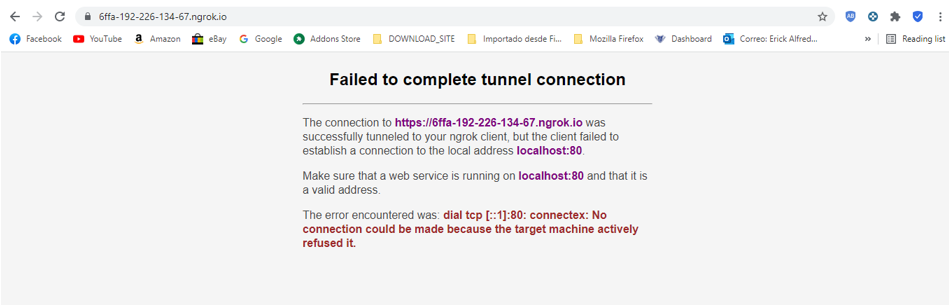 6ffa-192-226-134-67.ngrok.io
Facebook YouTube Amazon eBay Google Addons Store DOWNLOAD_SITE Importado desde Fi... Mozilla Firefox Dashboard Correo: Erick Alfred... » Reading list
Failed to complete tunnel connection
The connection to https://6ffa-192-226-134-67.ngrok.io was
successfully tunneled to your ngrok client, but the client failed to
establish a connection to the local address localhost:80.
Make sure that a web service is running on localhost:80 and that it is
a valid address.
The error encountered was: dial tcp [::1]:80: connectex: No
connection could be made because the target machine actively
refused it.